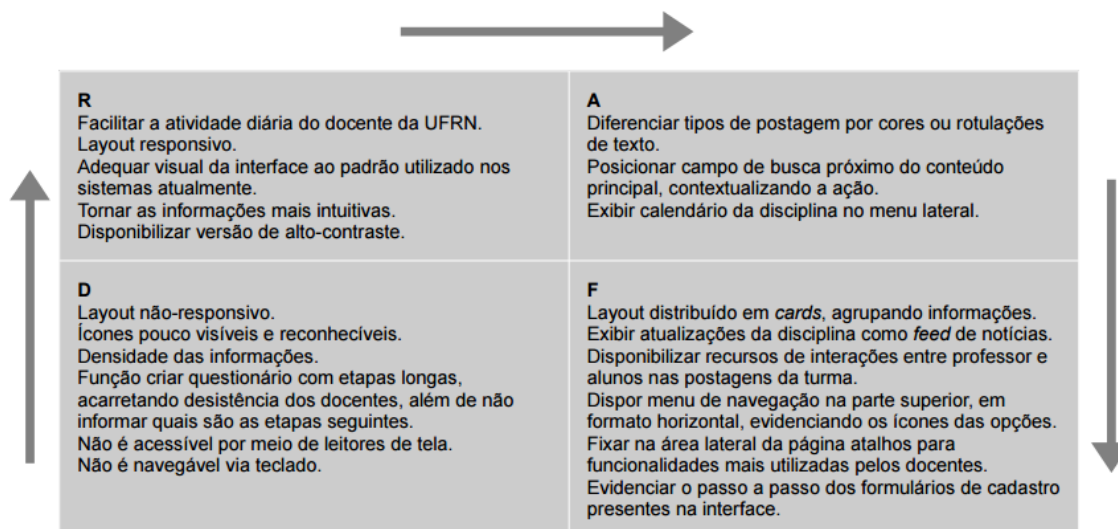 R
Facilitar a atividade diária do docente da UFRN.
Layout responsivo.
Adequar visual da interface ao padrão utilizado nos
sistemas atualmente.
Tornar as informações mais intuitivas.
Disponibilizar versão de alto-contraste.
A
Diferenciar tipos de postagem por cores ou rotulações
de texto.
Posicionar campo de busca próximo do conteúdo
principal, contextualizando a ação.
Exibir calendário da disciplina no menu lateral.
D
Layout não-responsivo.
Ícones pouco visíveis e reconhecíveis.
Densidade das informações.
Função criar questionário com etapas longas,
acarretando desistência dos docentes, além de não
informar quais são as etapas seguintes.
Não é acessível por meio de leitores de tela.
Não é navegável via teclado.
F
Layout distribuído em cards, agrupando informações.
Exibir atualizações da disciplina como feed de notícias.
Disponibilizar recursos de interações entre professor e
alunos nas postagens da turma.
Dispor menu de navegação na parte superior, em
formato horizontal, evidenciando os ícones das opções.
Fixar na área lateral da página atalhos para
funcionalidades mais utilizadas pelos docentes.
Evidenciar o passo a passo dos formulários de cadastro
presentes na interface.